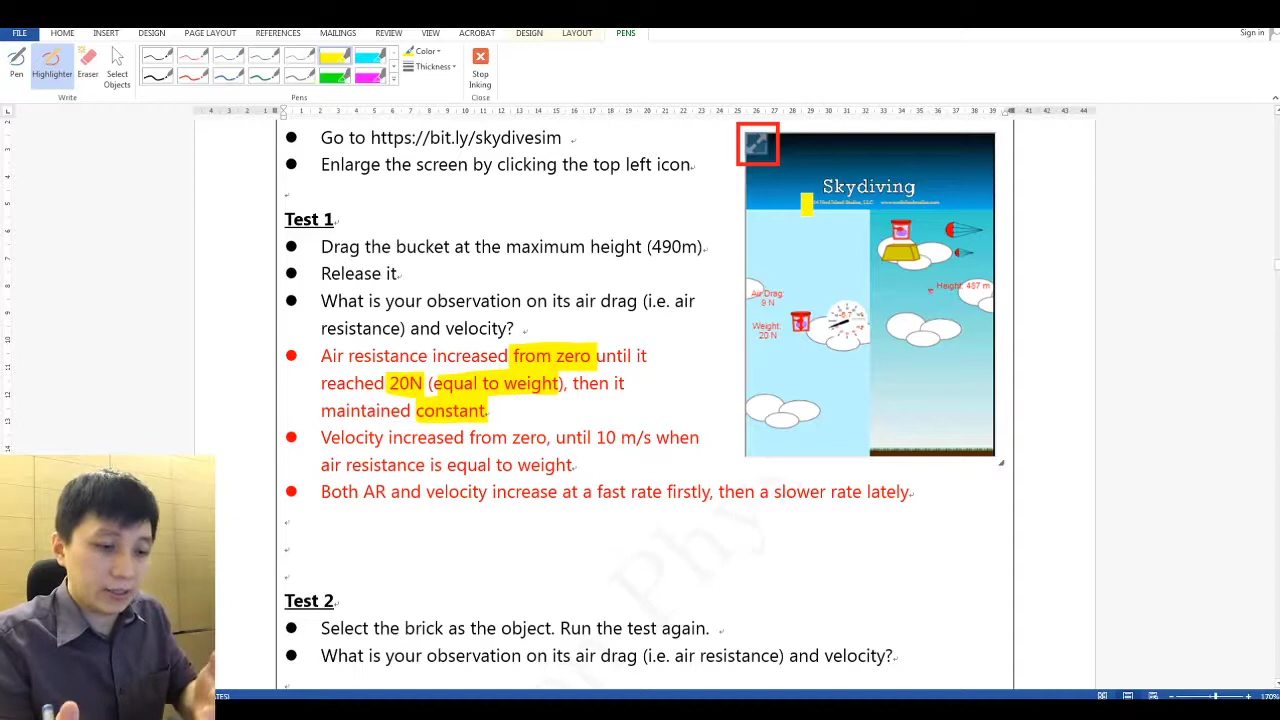 FILE HOME INSERT DESIGN PAGE LAYOUT REFERENCES MAILINGS REVIEW VIEW ACROBAT DESIGN LAYOUT PENS Sign in
Pen Highlighter Eraser Select Objects
Color
Thickness
Stop Inking
Write Pens Close
● Go to https://bit.ly/skydivesim
● Enlarge the screen by clicking the top left icon.
Skydiving
Test 1
● Drag the bucket at the maximum height (490m).
● Release it.
● What is your observation on its air drag (i.e. air
resistance) and velocity?
● Air resistance increased from zero until it
reached 20N (equal to weight), then it
maintained constant.
● Velocity increased from zero, until 10 m/s when
air resistance is equal to weight.
● Both AR and velocity increase at a fast rate firstly, then a slower rate lately.
Height: 487 m
Air Drag:
9 N
Weight:
20 N
Test 2
● Select the brick as the object. Run the test again.
● What is your observation on its air drag (i.e. air resistance) and velocity?
170%